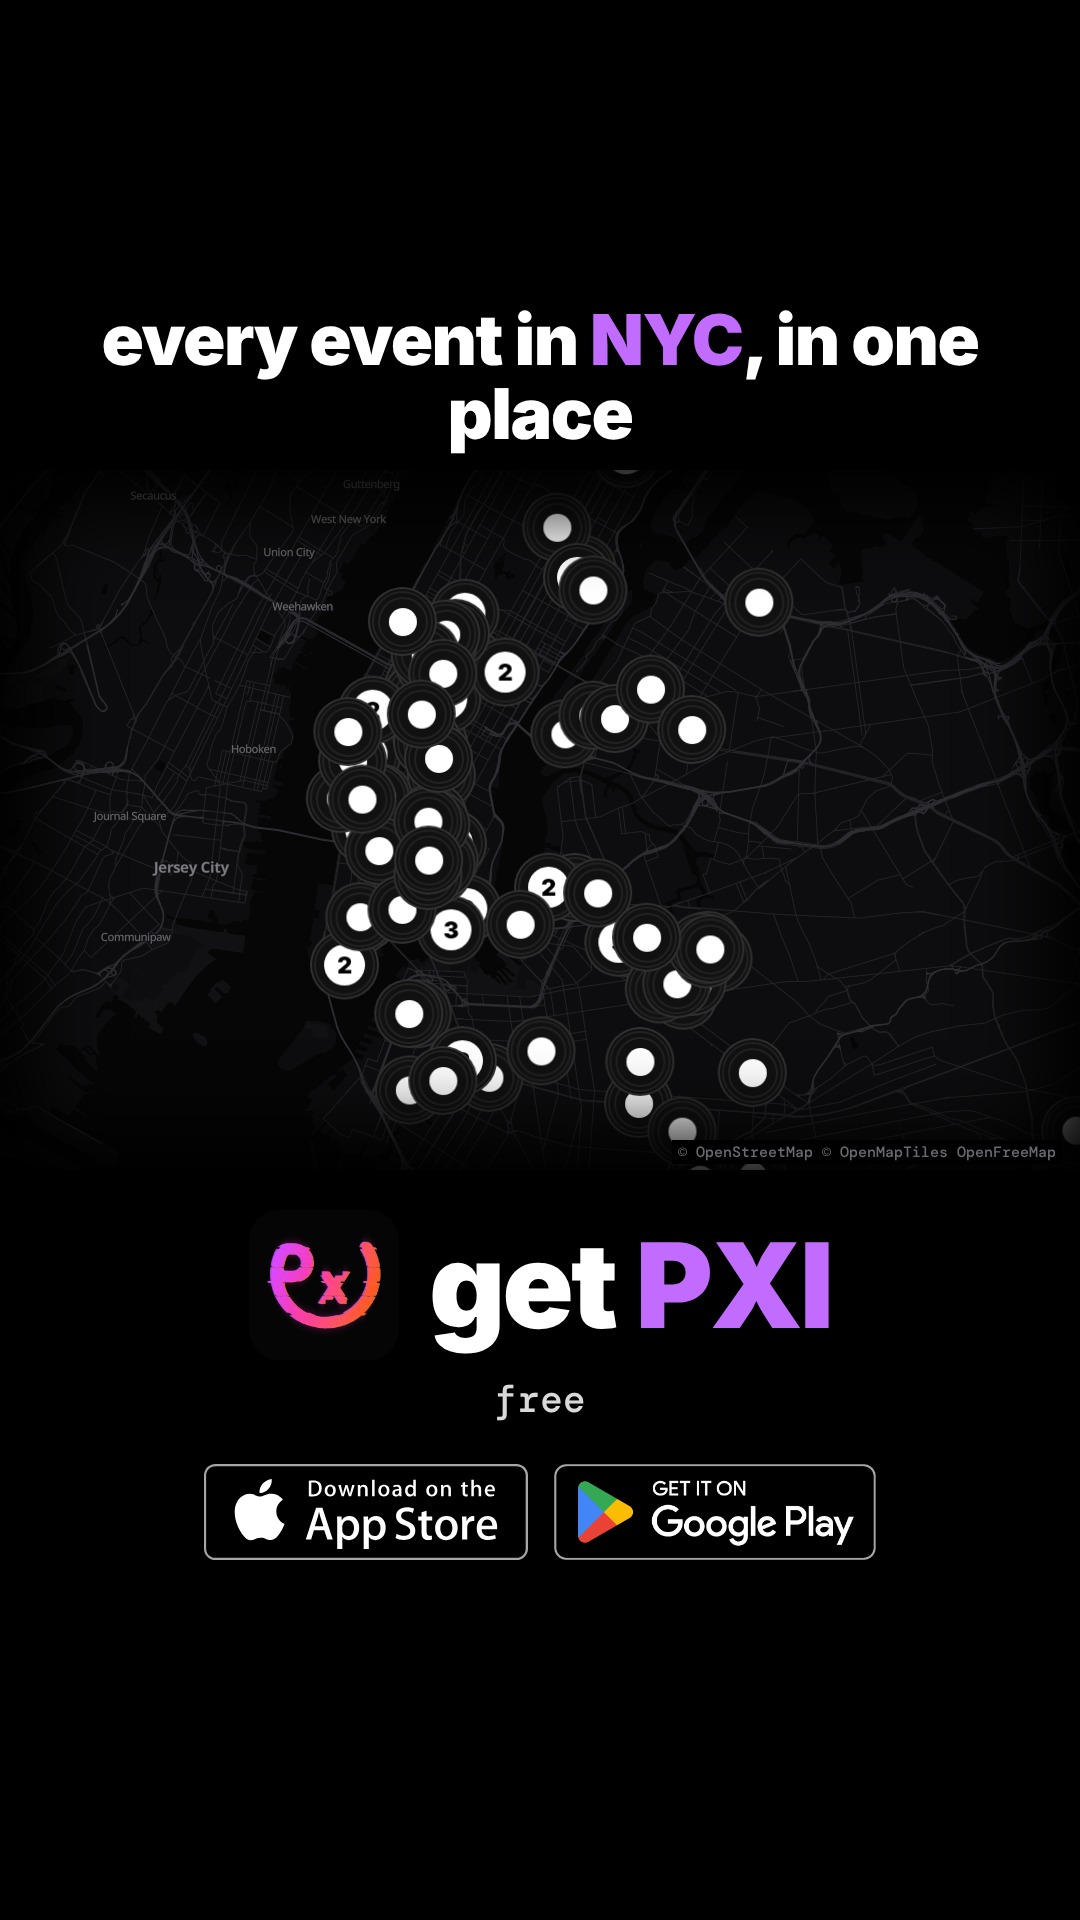 every event in NYC, in one
place
Guttenberg
Secaucus
West New York
Union City
Weehawken
2
Hoboken
Journal Square
Jersey City
2
3
Communipaw
2
© OpenStreetMap © OpenMapTiles OpenFreeMap
Px
get PXI
free
Download on the
App Store
GET IT ON
Google Play